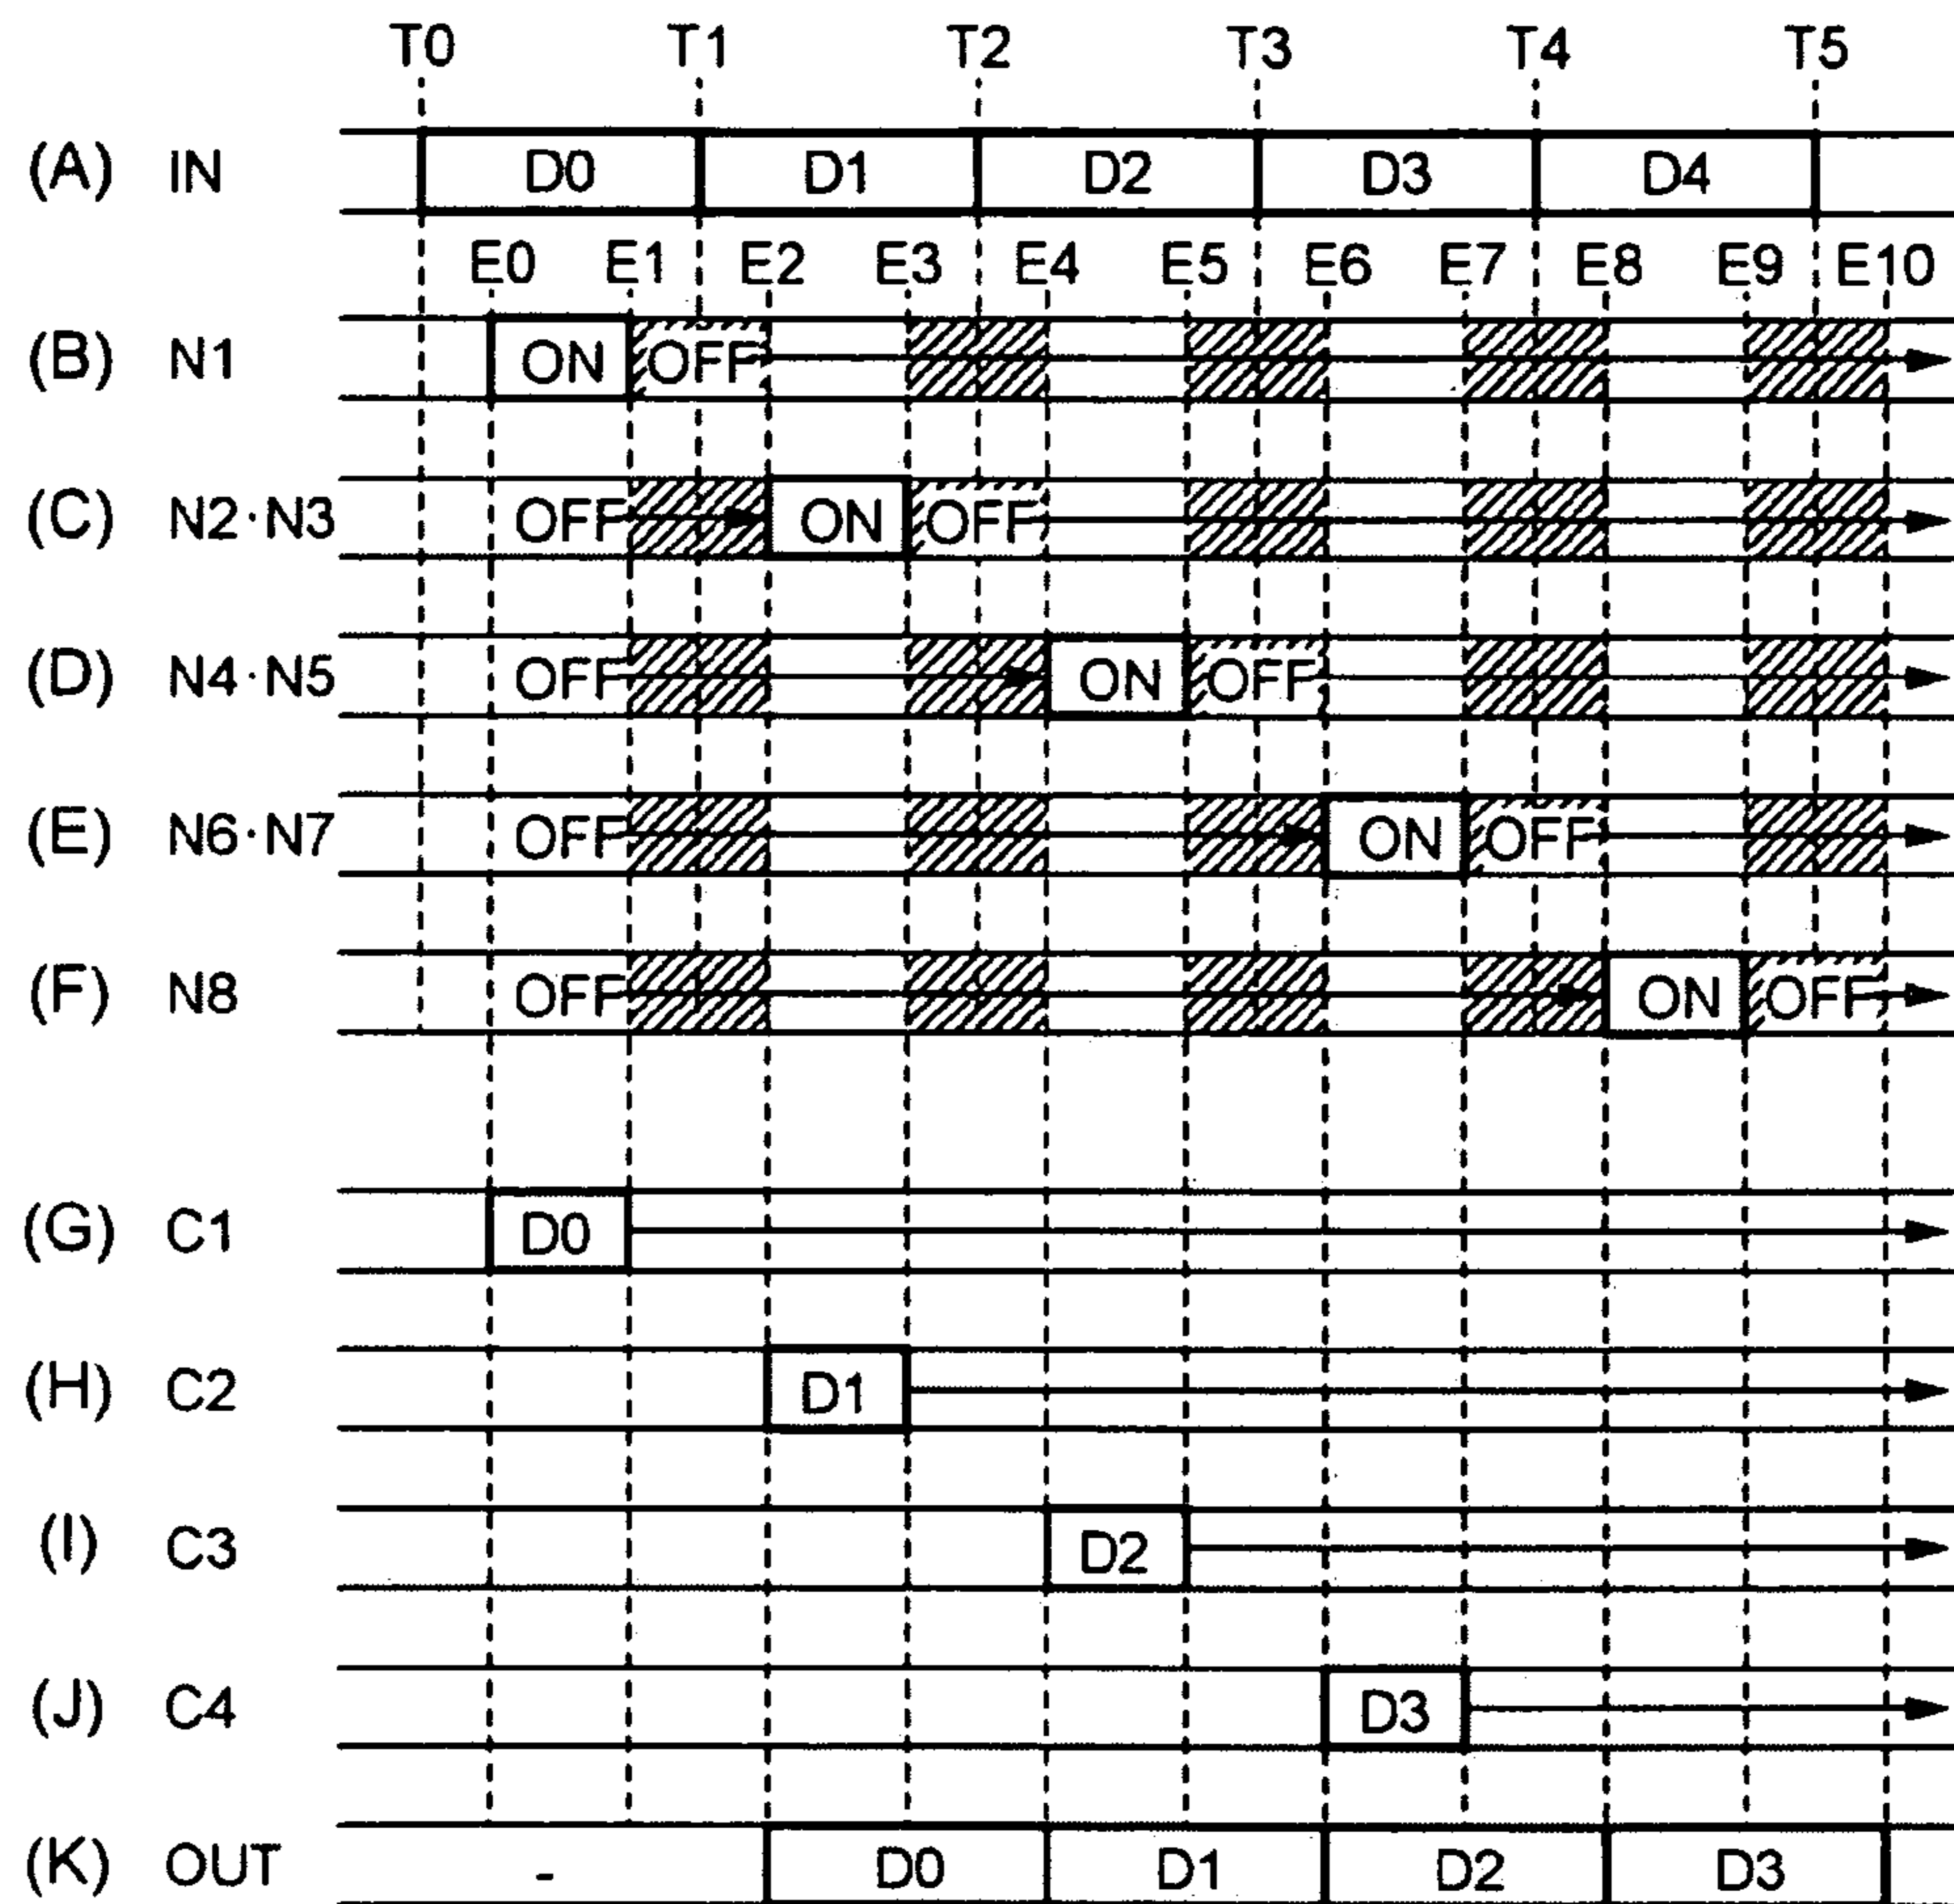 T0 T1 T2 T3 T4 T5
(A) IN D0 D1 D2 D3 D4
E0 E1 E2 E3 E4 E5 E6 E7 E8 E9 E10
(B) N1 ON OFF
(C) N2·N3 OFF ON OFF
(D) N4·N5 OFF ON OFF
(E) N6·N7 OFF ON OFF
(F) N8 OFF ON OFF
(G) C1 D0
(H) C2 D1
(I) C3 D2
(J) C4 D3
(K) OUT - D0 D1 D2 D3